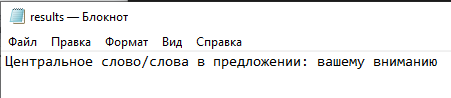 results — Блокнот
Файл Правка Формат Вид Справка
Центральное слово/слова в предложении: вашему вниманию